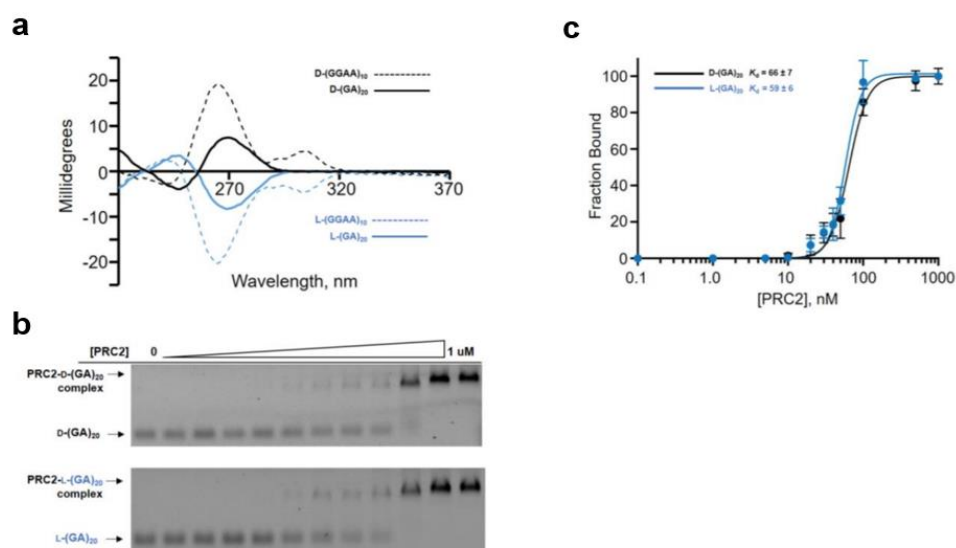 a
20
10
0
-10
-20
Millidegrees
270
320
370
Wavelength, nm
D-(GGAA)₁₀
D-(GA)₂₀
L-(GGAA)₁₀
L-(GA)₂₀
b
[PRC2] 0 1 uM
PRC2-D-(GA)₂₀
complex
D-(GA)₂₀
PRC2-L-(GA)₂₀
complex
L-(GA)₂₀
c
D-(GA)₂₀ Kd = 66 ± 7
L-(GA)₂₀ Kd = 59 ± 6
100
80
60
40
20
0
Fraction Bound
0.1 1.0 10 100 1000
[PRC2], nM